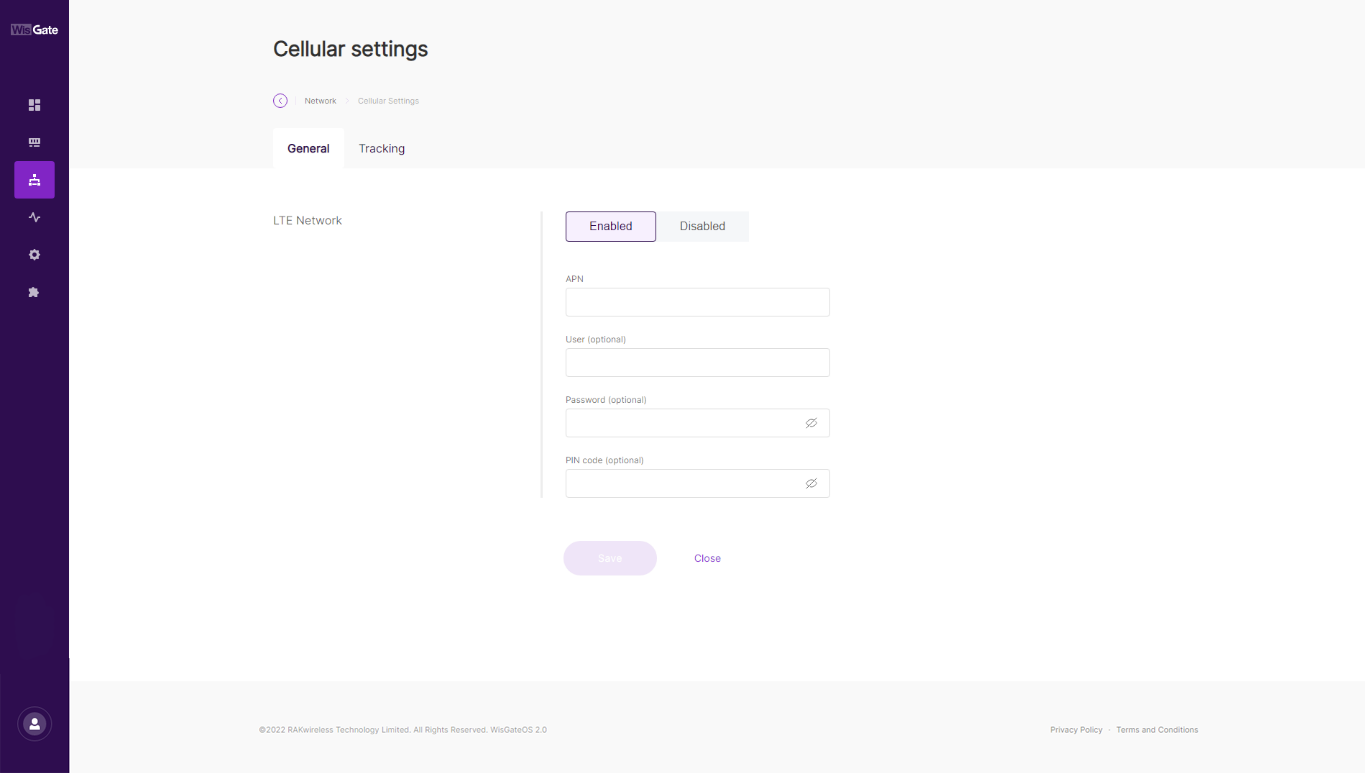 WisGate
Cellular settings
Network
Cellular Settings
General
Tracking
LTE Network
Enabled
Disabled
APN
User (optional)
Password (optional)
PIN code (optional)
Save
Close
©2022 RAKwireless Technology Limited. All Rights Reserved. WisGateOS 2.0
Privacy Policy · Terms and Conditions